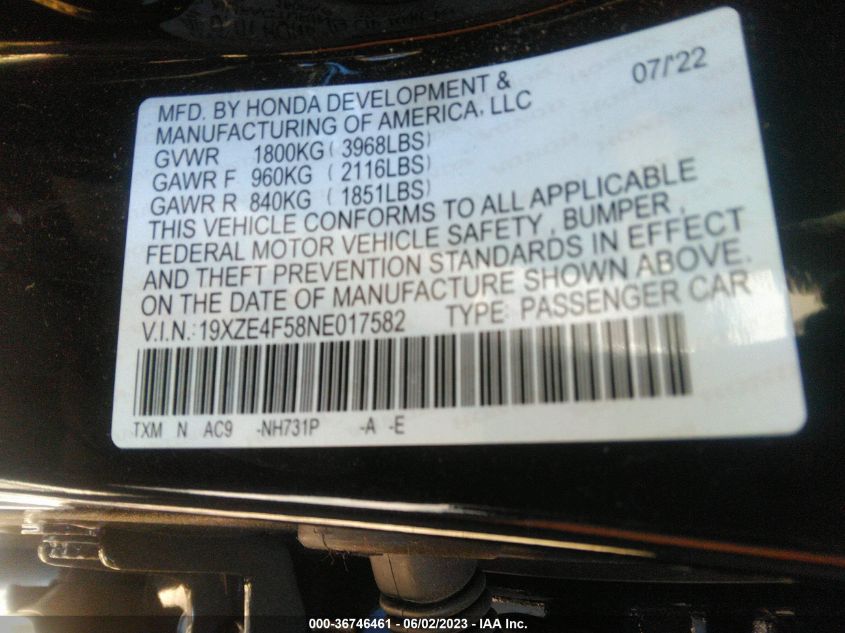 MFD. BY HONDA DEVELOPMENT & 07/'22
MANUFACTURING OF AMERICA, LLC
GVWR 1800KG ( 3968LBS)
GAWR F 960KG ( 2116LBS)
GAWR R 840KG ( 1851LBS)
THIS VEHICLE CONFORMS TO ALL APPLICABLE
FEDERAL MOTOR VEHICLE SAFETY , BUMPER ,
AND THEFT PREVENTION STANDARDS IN EFFECT
ON THE DATE OF MANUFACTURE SHOWN ABOVE.
V.I.N.:19XZE4F58NE017582 TYPE: PASSENGER CAR
TXM N AC9 -NH731P -A -E
000-36746461 - 06/02/2023 - IAA Inc.